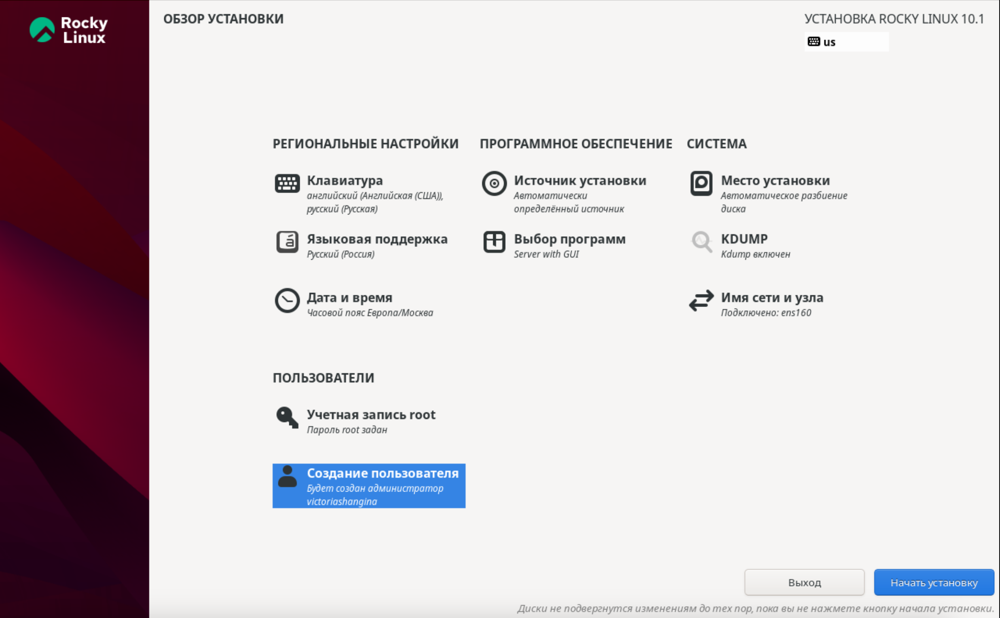 Rocky
Linux
ОБЗОР УСТАНОВКИ
УСТАНОВКА ROCKY LINUX 10.1
us
РЕГИОНАЛЬНЫЕ НАСТРОЙКИ
Клавиатура
английский (Английская (США)),
русский (Русская)
Языковая поддержка
Русский (Россия)
Дата и время
Часовой пояс Европа/Москва
ПРОГРАММНОЕ ОБЕСПЕЧЕНИЕ
Источник установки
Автоматически
определённый источник
Выбор программ
Server with GUI
СИСТЕМА
Место установки
Автоматическое разбиение
диска
KDUMP
Kdump включен
Имя сети и узла
Подключено: ens160
ПОЛЬЗОВАТЕЛИ
Учетная запись root
Пароль root задан
Создание пользователя
Будет создан администратор
victoriashangina
Выход
Начать установку
Диски не подвергнутся изменениям до тех пор, пока вы не нажмете кнопку начала установки.